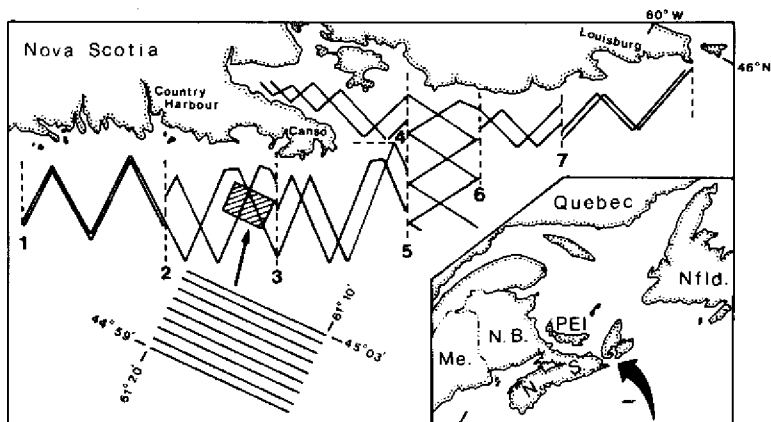 60° W
Louisburg
46°N
Nova Scotia
Country
Harbour
Canso
4
7
6
1
2
3
5
61° 10'
45° 03'
44° 59'
61° 20'
Quebec
Nfld.
PEI
N.B.
Me.
N. S.